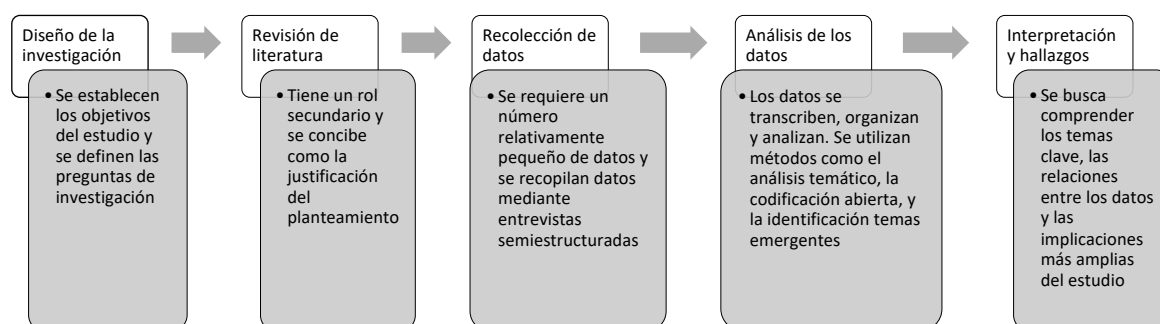 Diseño de la
investigación
• Se establecen
los objetivos
del estudio y
se definen las
preguntas de
investigación
Revisión de
literatura
• Tiene un rol
secundario y
se concibe
como la
justificación
del
planteamiento
Recolección de
datos
• Se requiere un
número
relativamente
pequeño de datos y
se recopilan datos
mediante
entrevistas
semiestructuradas
Análisis de los
datos
• Los datos se
transcriben, organizan
y analizan. Se utilizan
métodos como el
análisis temático, la
codificación abierta, y
la identificación temas
emergentes
Interpretación
y hallazgos
• Se busca
comprender
los temas
clave, las
relaciones
entre los datos
y las
implicaciones
más amplias
del estudio